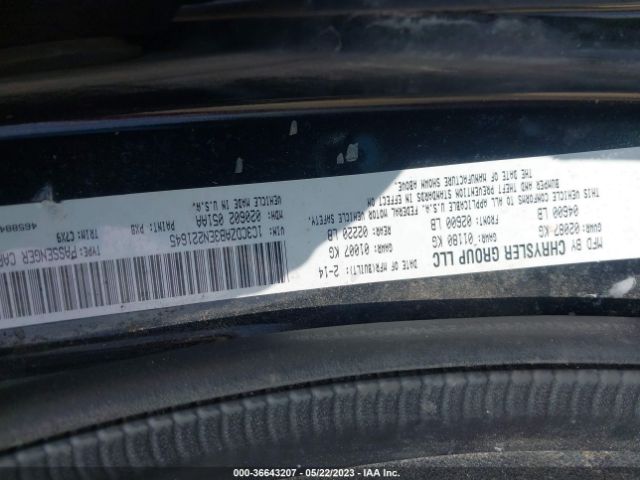 MFD BY CHRYSLER GROUP LLC DATE OF MFR(BUILT): 2-14
GVWR: 02087 KG GAWR: 01180 KG GAWR: 01007 KG
04600 LB FRONT: 02600 LB REAR: 02220 LB
THIS VEHICLE CONFORMS TO ALL APPLICABLE FEDERAL MOTOR VEHICLE SAFETY,
BUMPER AND THEFT PREVENTION STANDARDS IN EFFECT ON
THE DATE OF MANUFACTURE SHOWN ABOVE.
VIN: 1C3CDZAB3EN221645 TYPE: PASSENGER CAR
MDH: 020602 051AA PAINT: PX8 TRIM: C7X9
VEHICLE MADE IN U.S.A.
000-36643207 - 05/22/2023 - IAA Inc.